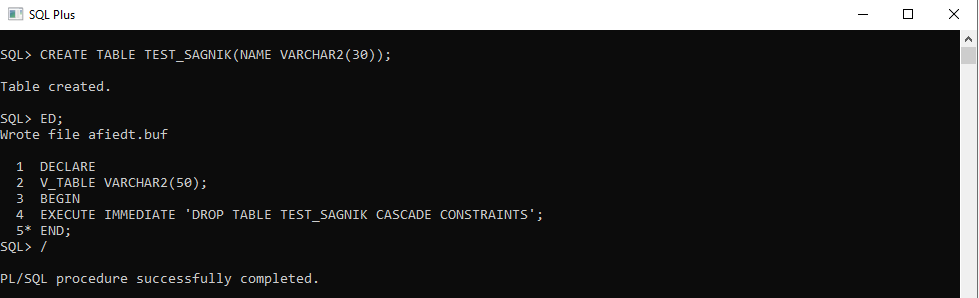 SQL Plus
SQL> CREATE TABLE TEST_SAGNIK(NAME VARCHAR2(30));
Table created.
SQL> ED;
Wrote file afiedt.buf
1 DECLARE
2 V_TABLE VARCHAR2(50);
3 BEGIN
4 EXECUTE IMMEDIATE 'DROP TABLE TEST_SAGNIK CASCADE CONSTRAINTS';
5* END;
SQL> /
PL/SQL procedure successfully completed.